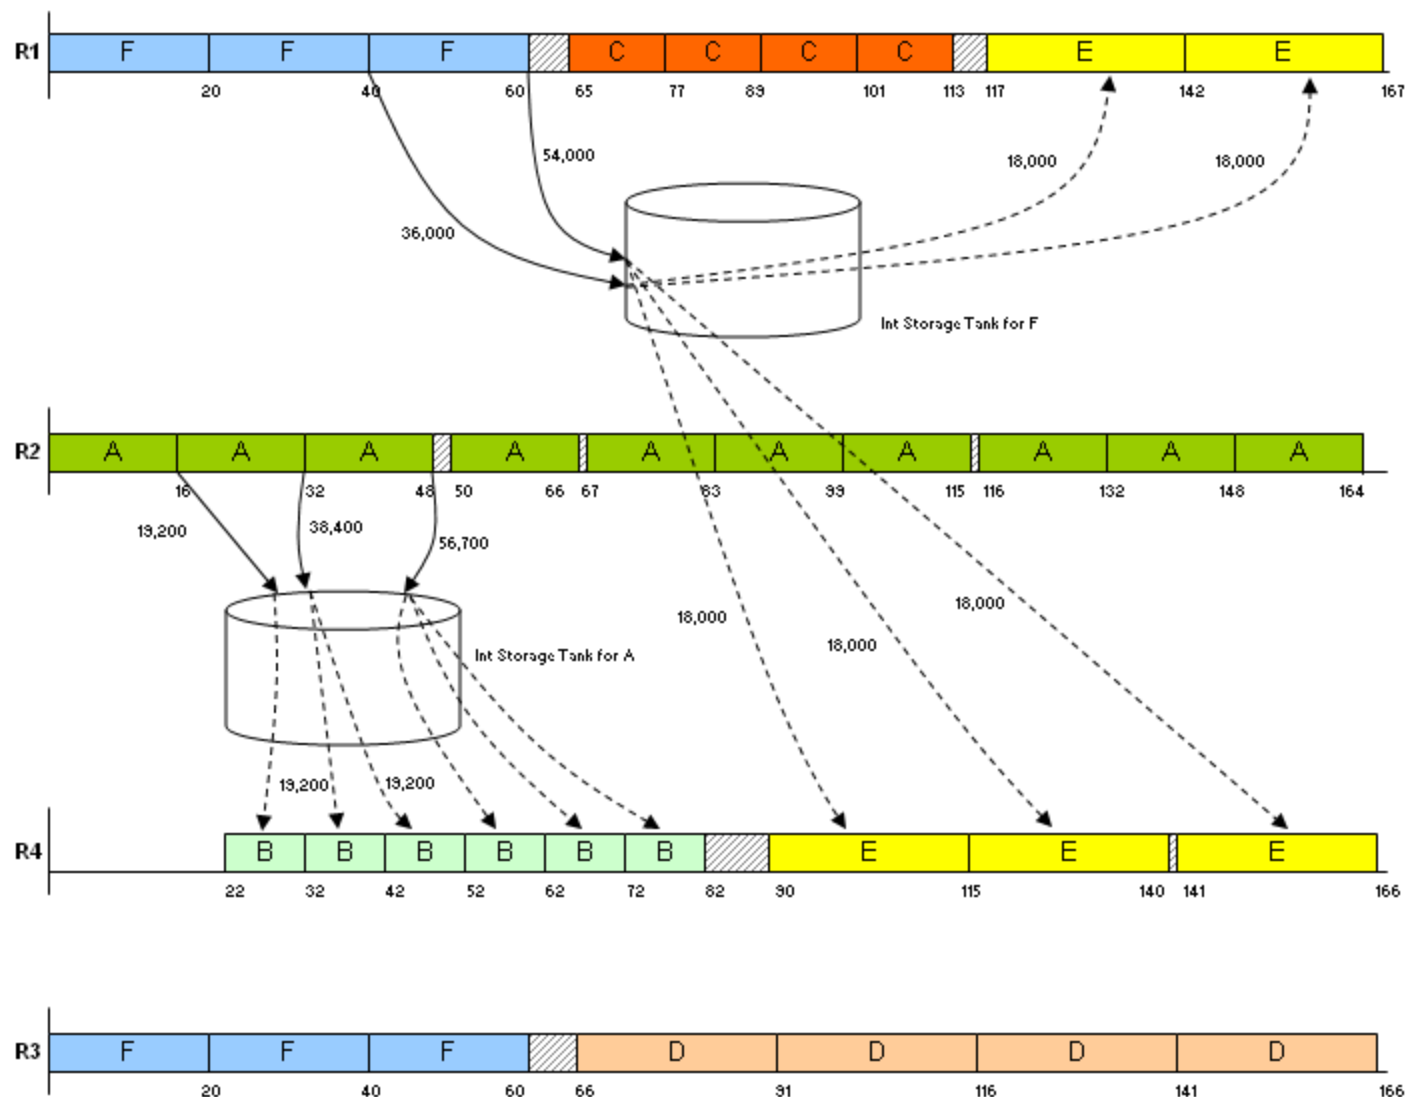 R1 F F F C C C C E E
20 40 60 65 77 89 101 113 117 142 167
54,000
18,000 18,000
36,000
Int Storage Tank for F
R2 A A A A A A A A A A
16 32 48 50 66 67 83 99 115 116 132 148 164
19,200 38,400 56,700
18,000 18,000 18,000
Int Storage Tank for A
19,200 19,200
R4 B B B B B B E E E
22 32 42 52 62 72 82 90 115 140 141 166
R3 F F F D D D D
20 40 60 66 91 116 141 166